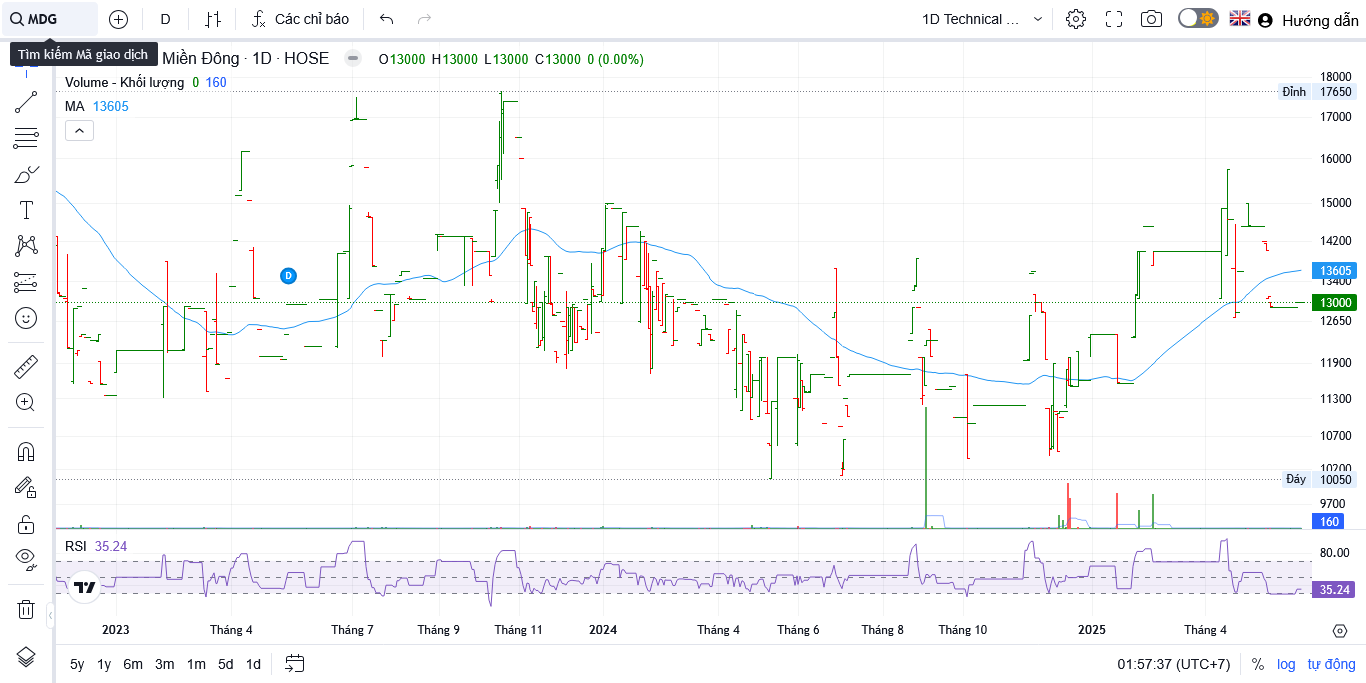 MDG
D
Các chỉ báo
1D Technical ...
Hướng dẫn
Tìm kiếm Mã giao dịch
Miền Đông · 1D · HOSE
O13000 H13000 L13000 C13000 0 (0.00%)
Volume - Khối lượng 0 160
MA 13605
18000
Đỉnh 17650
17000
16000
15000
14200
13605
13400
13000
12650
11900
11300
10700
10200
Đáy 10050
9700
160
D
RSI 35.24
80.00
35.24
2023 Tháng 4 Tháng 7 Tháng 9 Tháng 11 2024 Tháng 4 Tháng 6 Tháng 8 Tháng 10 2025 Tháng 4
5y 1y 6m 3m 1m 5d 1d
01:57:37 (UTC+7) % log tự động